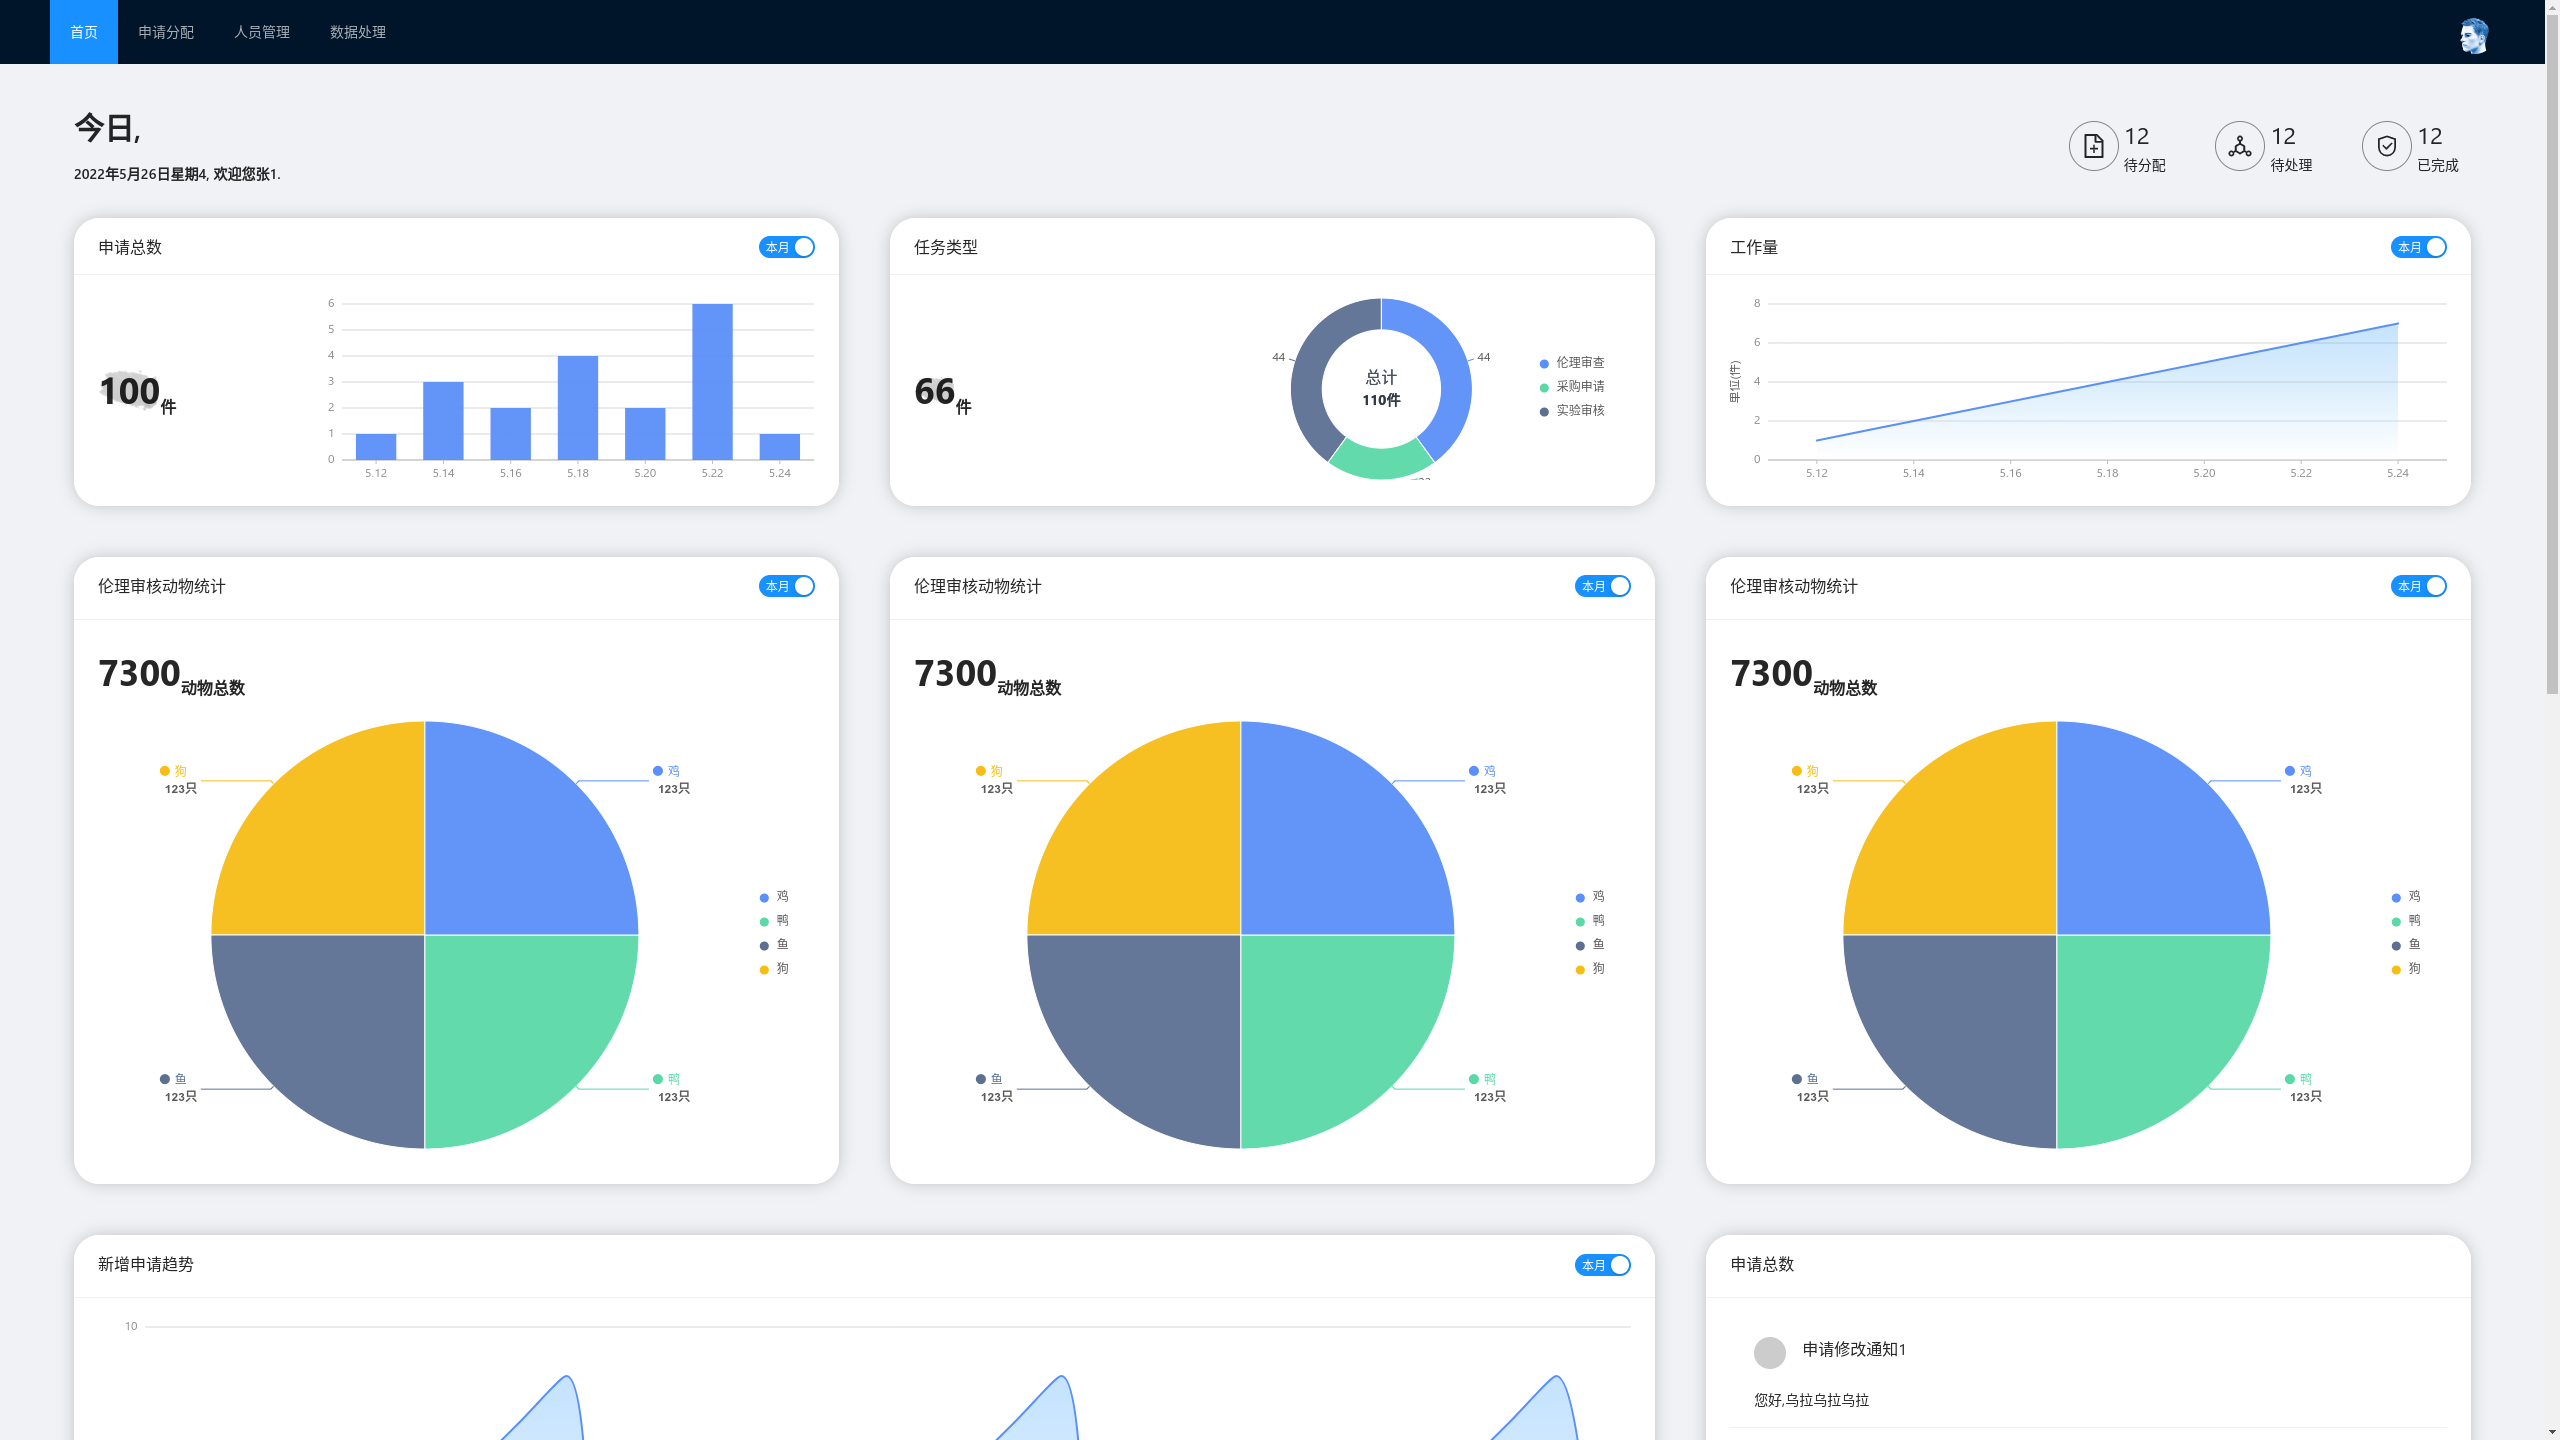 首页 申请分配 人员管理 数据处理
今日,
2022年5月26日星期4, 欢迎您张1.
12
待分配
12
待处理
12
已完成
申请总数
本月
100件
6
5
4
3
2
1
0
5.12 5.14 5.16 5.18 5.20 5.22 5.24
任务类型
66件
44
44
总计
110件
伦理审查
采购申请
实验审核
工作量
本月
单位(件)
8
6
4
2
0
5.12 5.14 5.16 5.18 5.20 5.22 5.24
伦理审核动物统计
本月
7300动物总数
狗
123只
鸡
123只
鱼
123只
鸭
123只
鸡
鸭
鱼
狗
伦理审核动物统计
本月
7300动物总数
狗
123只
鸡
123只
鱼
123只
鸭
123只
鸡
鸭
鱼
狗
伦理审核动物统计
本月
7300动物总数
狗
123只
鸡
123只
鱼
123只
鸭
123只
鸡
鸭
鱼
狗
新增申请趋势
本月
10
申请总数
申请修改通知1
您好,乌拉乌拉乌拉